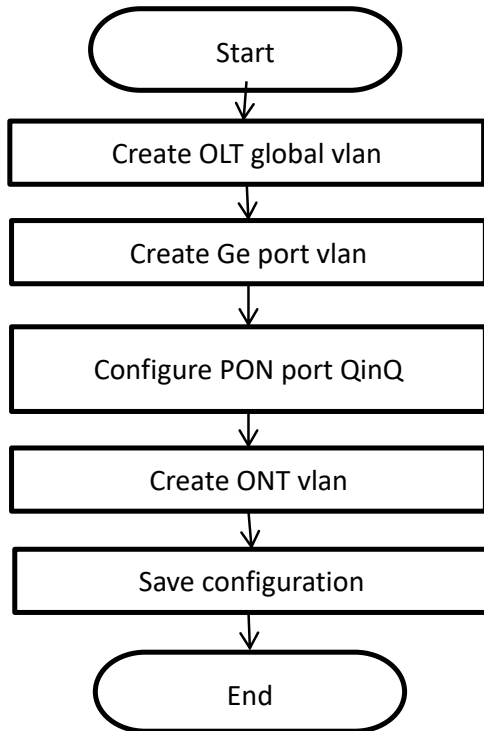 Start
Create OLT global vlan
Create Ge port vlan
Configure PON port QinQ
Create ONT vlan
Save configuration
End